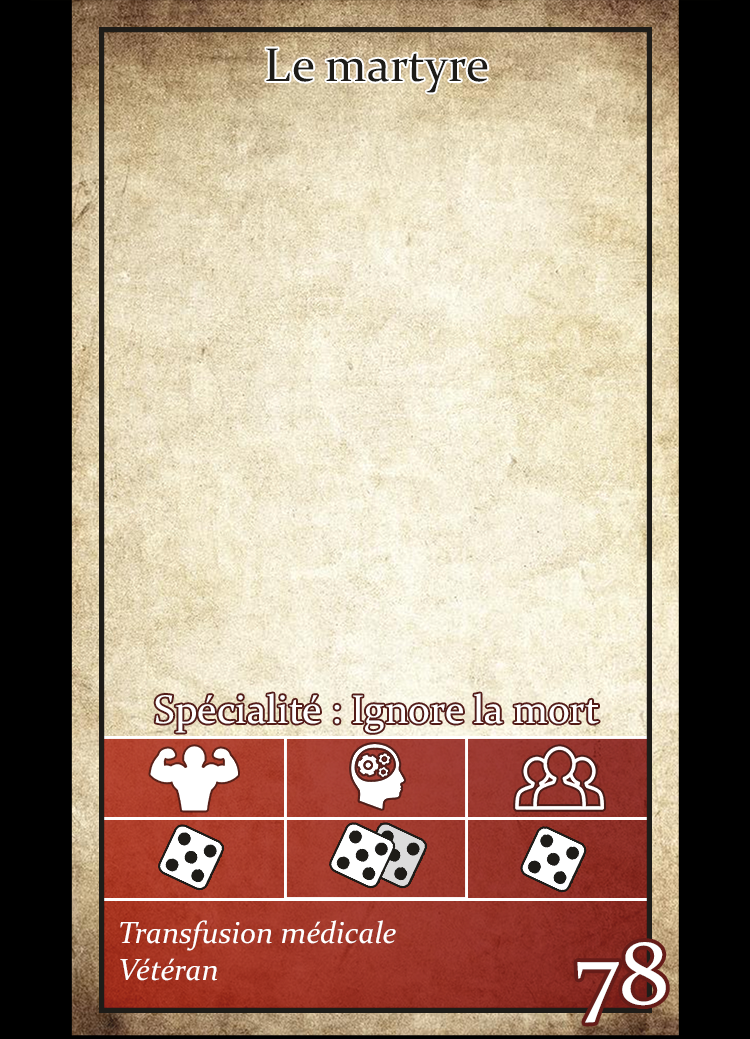 Le martyre
Spécialité : Ignore la mort
Transfusion médicale
Vétéran
78